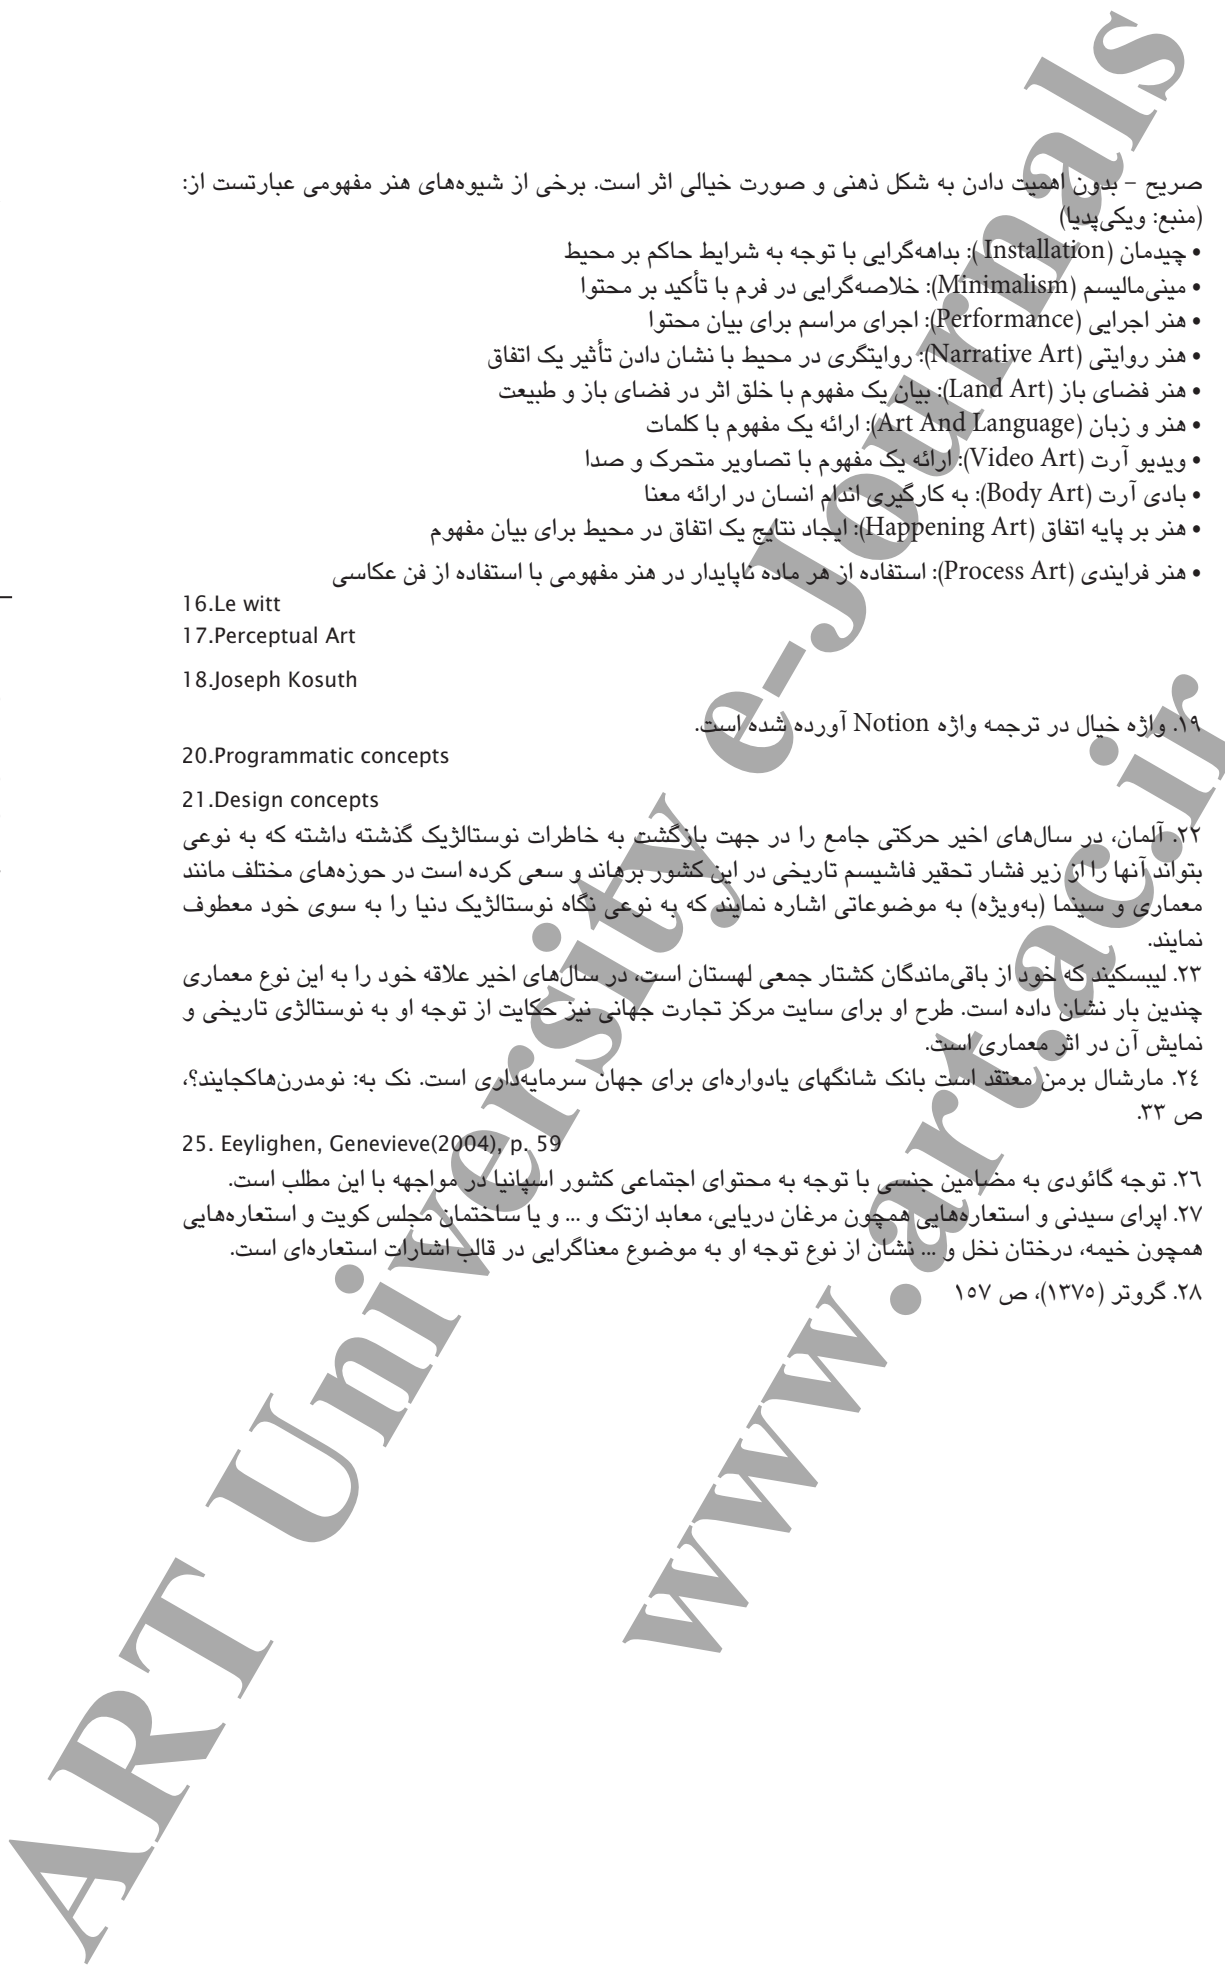 صریح – بدون اهمیت دادن به شکل ذهنی و صورت خیالی اثر است. برخی از شیوه‌های هنر مفهومی عبارتست از:
(منبع: ویکی‌پدیا)
• چیدمان (Installation ): بداهه‌گرایی با توجه به شرایط حاکم بر محیط
• مینی‌مالیسم (Minimalism): خلاصه‌گرایی در فرم با تأکید بر محتوا
• هنر اجرایی (Performance): اجرای مراسم برای بیان محتوا
• هنر روایتی (Narrative Art): روایتگری در محیط با نشان دادن تأثیر یک اتفاق
• هنر فضای باز (Land Art): بیان یک مفهوم با خلق اثر در فضای باز و طبیعت
• هنر و زبان (Art And Language): ارائه یک مفهوم با کلمات
• ویدیو آرت (Video Art): ارائه یک مفهوم با تصاویر متحرک و صدا
• بادی آرت (Body Art): به کارگیری اندام انسان در ارائه معنا
• هنر بر پایه اتفاق (Happening Art): ایجاد نتایج یک اتفاق در محیط برای بیان مفهوم
• هنر فرایندی (Process Art): استفاده از هر ماده ناپایدار در هنر مفهومی با استفاده از فن عکاسی
16.Le witt
17.Perceptual Art
18.Joseph Kosuth
۱۹. واژه خیال در ترجمه واژه Notion آورده شده است.
20.Programmatic concepts
21.Design concepts
۲۲. آلمان، در سال‌های اخیر حرکتی جامع را در جهت بازگشت به خاطرات نوستالژیک گذشته داشته که به نوعی
بتواند آنها را از زیر فشار تحقیر فاشیسم تاریخی در این کشور برهاند و سعی کرده است در حوزه‌های مختلف مانند
معماری و سینما (به‌ویژه) به موضوعاتی اشاره نمایند که به نوعی نگاه نوستالژیک دنیا را به سوی خود معطوف
نمایند.
۲۳. لیبسکیند که خود از باقی‌ماندگان کشتار جمعی لهستان است، در سال‌های اخیر علاقه خود را به این نوع معماری
چندین بار نشان داده است. طرح او برای سایت مرکز تجارت جهانی نیز حکایت از توجه او به نوستالژی تاریخی و
نمایش آن در اثر معماری است.
۲٤. مارشال برمن معتقد است بانک شانگهای یادواره‌ای برای جهان سرمایه‌داری است. نک به: نومدرن‌هاکجایند؟،
ص ۳۳.
25. Eeylighen, Genevieve(2004), p. 59
۲٦. توجه گائودی به مضامین جنسی با توجه به محتوای اجتماعی کشور اسپانیا در مواجهه با این مطلب است.
۲۷. اپرای سیدنی و استعاره‌هایی همچون مرغان دریایی، معابد ازتک و ... و یا ساختمان مجلس کویت و استعاره‌هایی
همچون خیمه، درختان نخل و ... نشان از نوع توجه او به موضوع معناگرایی در قالب اشارات استعاره‌ای است.
۲۸. گروتر (۱۳۷٥)، ص ۱٥۷
ART University e-Journals
www.art.ac.ir